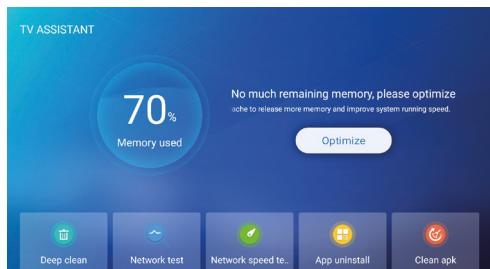 TV ASSISTANT
70%
Memory used
No much remaining memory, please optimize
ache to release more memory and improve system running speed.
Optimize
Deep clean
Network test
Network speed te..
App uninstall
Clean apk